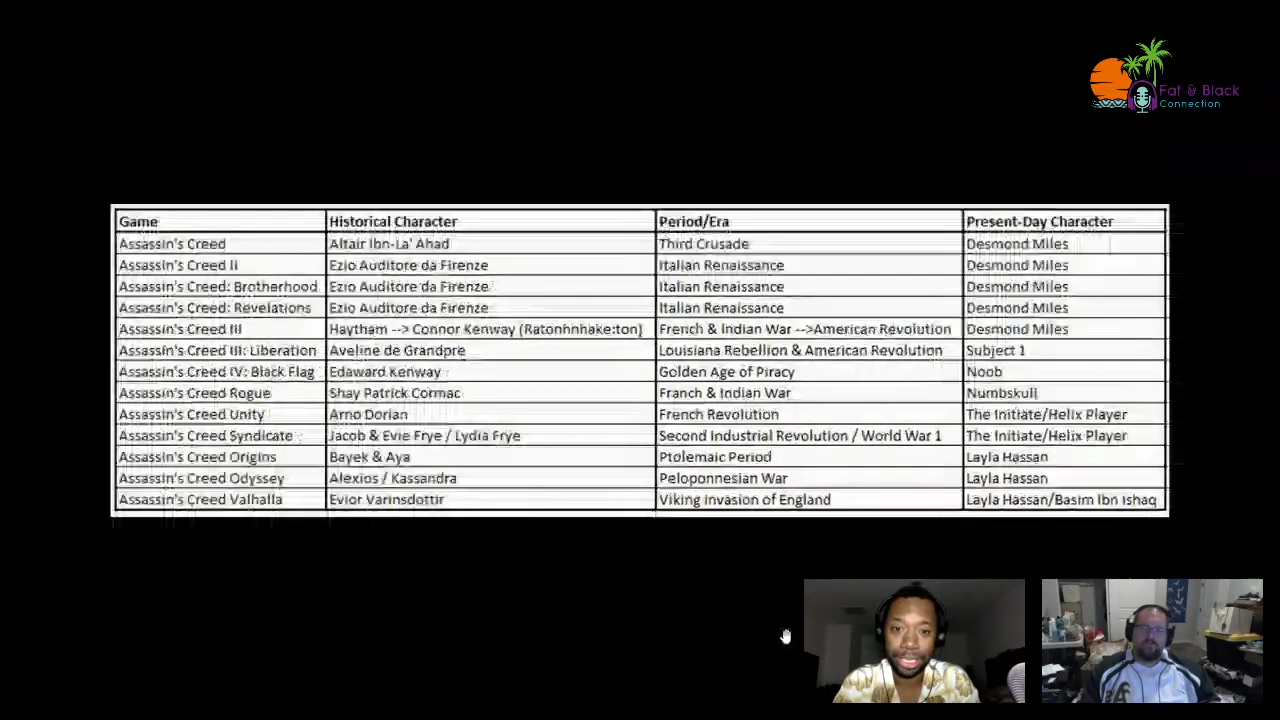 Fat & Black
Connection
Game Historical Character Period/Era Present-Day Character
Assassin's Creed Altair Ibn-La' Ahad Third Crusade Desmond Miles
Assassin's Creed II Ezio Auditore da Firenze Italian Renaissance Desmond Miles
Assassin's Creed: Brotherhood Ezio Auditore da Firenze Italian Renaissance Desmond Miles
Assassin's Creed: Revelations Ezio Auditore da Firenze Italian Renaissance Desmond Miles
Assassin's Creed III Haytham --> Connor Kenway (Ratonhnhake:ton) French & Indian War -->American Revolution Desmond Miles
Assassin's Creed III: Liberation Aveline de Grandpre Louisiana Rebellion & American Revolution Subject 1
Assassin's Creed IV: Black Flag Edaward Kenway Golden Age of Piracy Noob
Assassin's Creed Rogue Shay Patrick Cormac Franch & Indian War Numbskull
Assassin's Creed Unity Arno Dorian French Revolution The Initiate/Helix Player
Assassin's Creed Syndicate Jacob & Evie Frye / Lydia Frye Second Industrial Revolution / World War 1 The Initiate/Helix Player
Assassin's Creed Origins Bayek & Aya Ptolemaic Period Layla Hassan
Assassin's Creed Odyssey Alexios / Kassandra Peloponnesian War Layla Hassan
Assassin's Creed Valhalla Evior Varinsdottir Viking Invasion of England Layla Hassan/Basim Ibn Ishaq